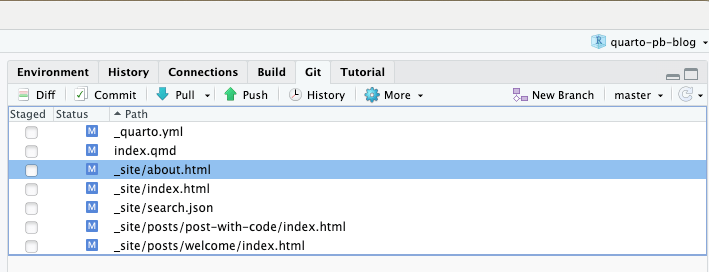 quarto-pb-blog
Environment History Connections Build Git Tutorial
Diff Commit Pull Push History More New Branch master
Staged Status Path
M _quarto.yml
M index.qmd
M _site/about.html
M _site/index.html
M _site/search.json
M _site/posts/post-with-code/index.html
M _site/posts/welcome/index.html